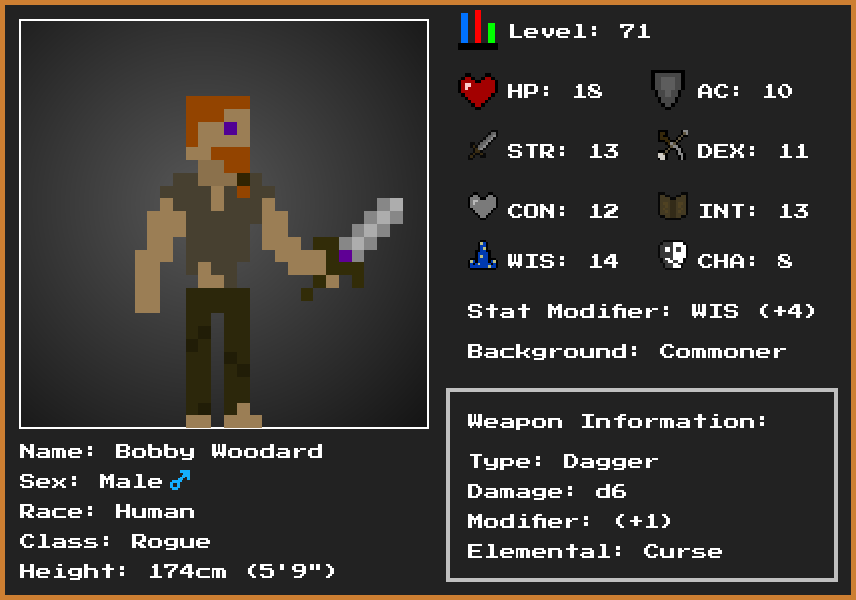 Level: 71
HP: 18
AC: 10
STR: 13
DEX: 11
CON: 12
INT: 13
WIS: 14
CHA: 8
Stat Modifier: WIS (+4)
Background: Commoner
Weapon Information:
Type: Dagger
Damage: d6
Modifier: (+1)
Elemental: Curse
Name: Bobby Woodard
Sex: Male♂
Race: Human
Class: Rogue
Height: 174cm (5'9")